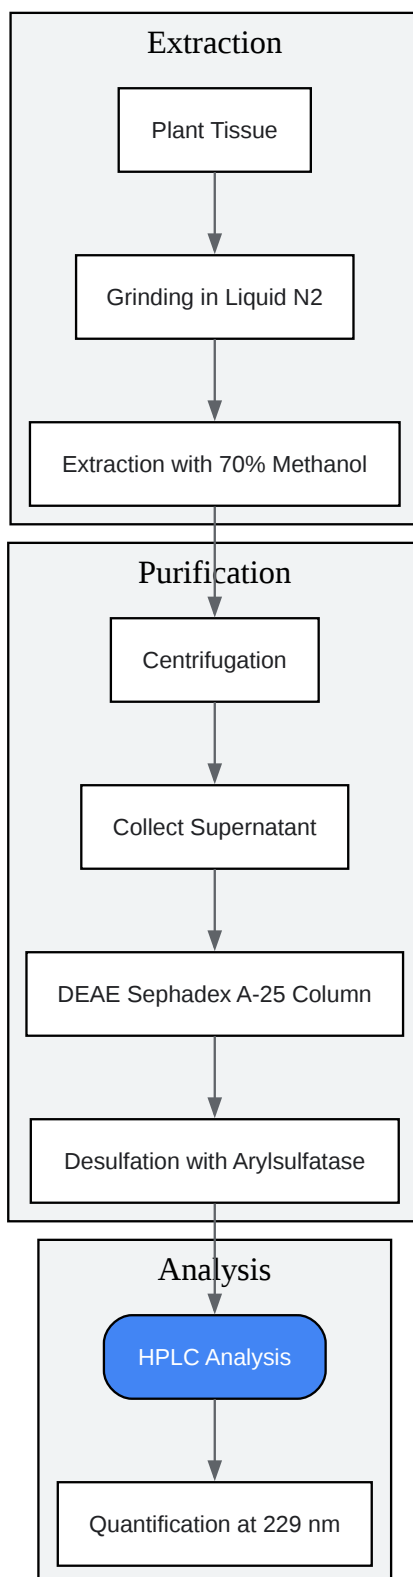 Extraction
Plant Tissue
Grinding in Liquid N2
Extraction with 70% Methanol
Purification
Centrifugation
Collect Supernatant
DEAE Sephadex A-25 Column
Desulfation with Arylsulfatase
Analysis
HPLC Analysis
Quantification at 229 nm